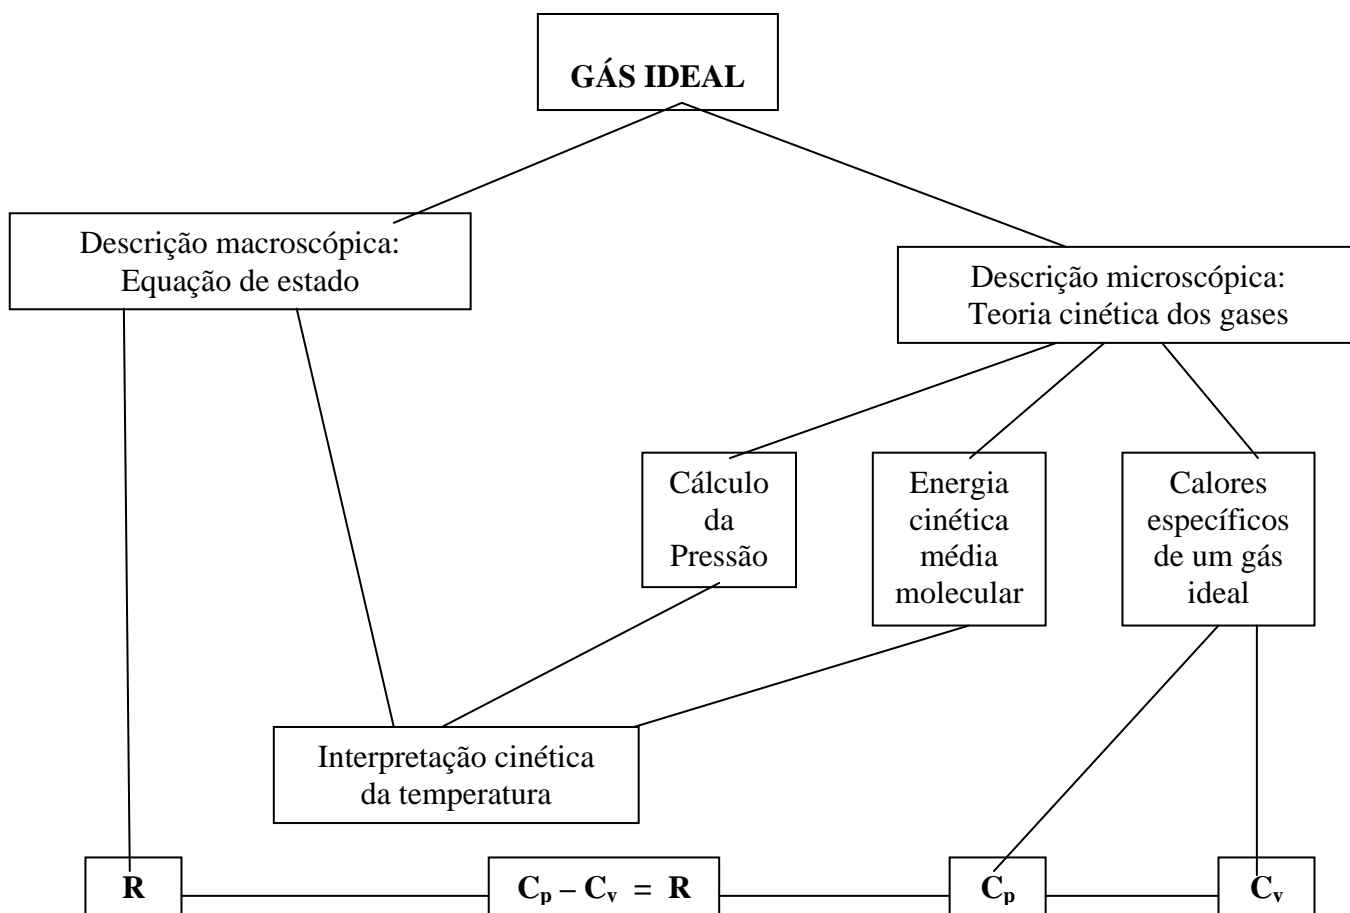 GÁS IDEAL
Descrição macroscópica:
Equação de estado
Descrição microscópica:
Teoria cinética dos gases
Cálculo
da
Pressão
Energia
cinética
média
molecular
Calores
específicos
de um gás
ideal
Interpretação cinética
da temperatura
R
Cp – Cv = R
Cp
Cv